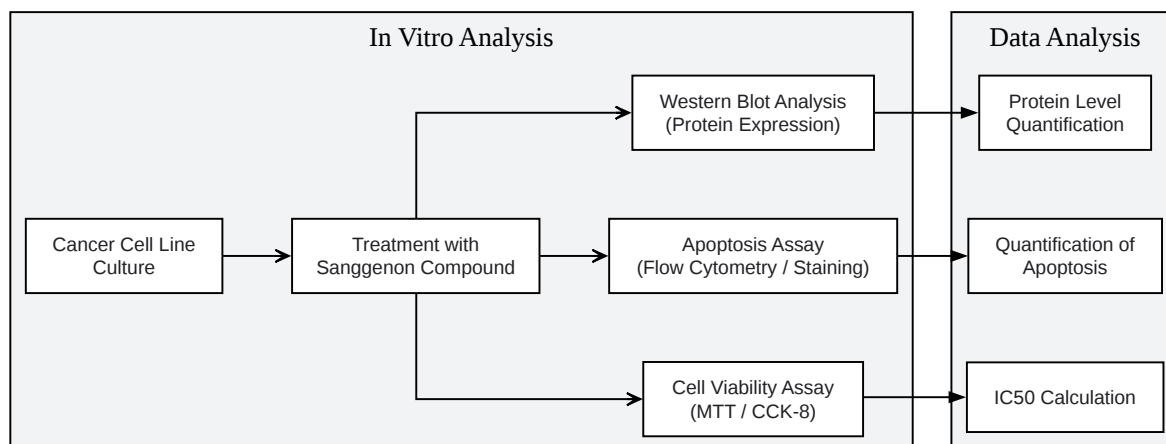 In Vitro Analysis
Data Analysis
Western Blot Analysis
(Protein Expression)
Protein Level
Quantification
Cancer Cell Line
Culture
Treatment with
Sanggenon Compound
Apoptosis Assay
(Flow Cytometry / Staining)
Quantification of
Apoptosis
Cell Viability Assay
(MTT / CCK-8)
IC50 Calculation